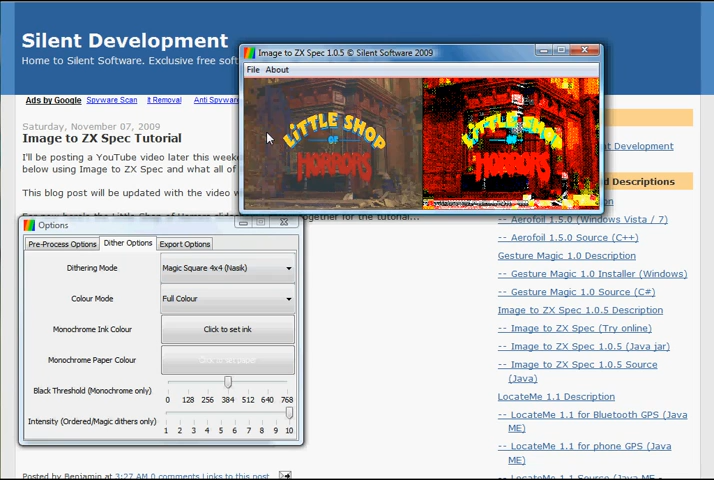 Silent Development
Home to Silent Software. Exclusive free soft
Image to ZX Spec 1.0.5 © Silent Software 2009
File About
LiTTLE SHOP
OF
HORRORS
LiTTLE SHOP
OF
HORRORS
Ads by Google Spyware Scan It Removal Anti Spyware
Saturday, November 07, 2009
Image to ZX Spec Tutorial
I'll be posting a YouTube video later this weeke
below using Image to ZX Spec and what all of
This blog post will be updated with the video w
together for the tutorial...
Options
Pre-Process Options Dither Options Export Options
Dithering Mode Magic Square 4x4 (Nasik)
Colour Mode Full Colour
Monochrome Ink Colour Click to set ink
Monochrome Paper Colour
Black Threshold (Monochrome only)
0 128 256 384 512 640 768
Intensity (Ordered/Magic dithers only)
1 2 3 4 5 6 7 8 9 10
Posted by Benjamin at 3:27 AM 0 comments Links to this post
nt Development
d Descriptions
on
-- Aerofoil 1.5.0 (Windows Vista / 7)
-- Aerofoil 1.5.0 Source (C++)
Gesture Magic 1.0 Description
-- Gesture Magic 1.0 Installer (Windows)
-- Gesture Magic 1.0 Source (C#)
Image to ZX Spec 1.0.5 Description
-- Image to ZX Spec (Try online)
-- Image to ZX Spec 1.0.5 (Java jar)
-- Image to ZX Spec 1.0.5 Source
(Java)
LocateMe 1.1 Description
-- LocateMe 1.1 for Bluetooth GPS (Java
ME)
-- LocateMe 1.1 for phone GPS (Java
ME)